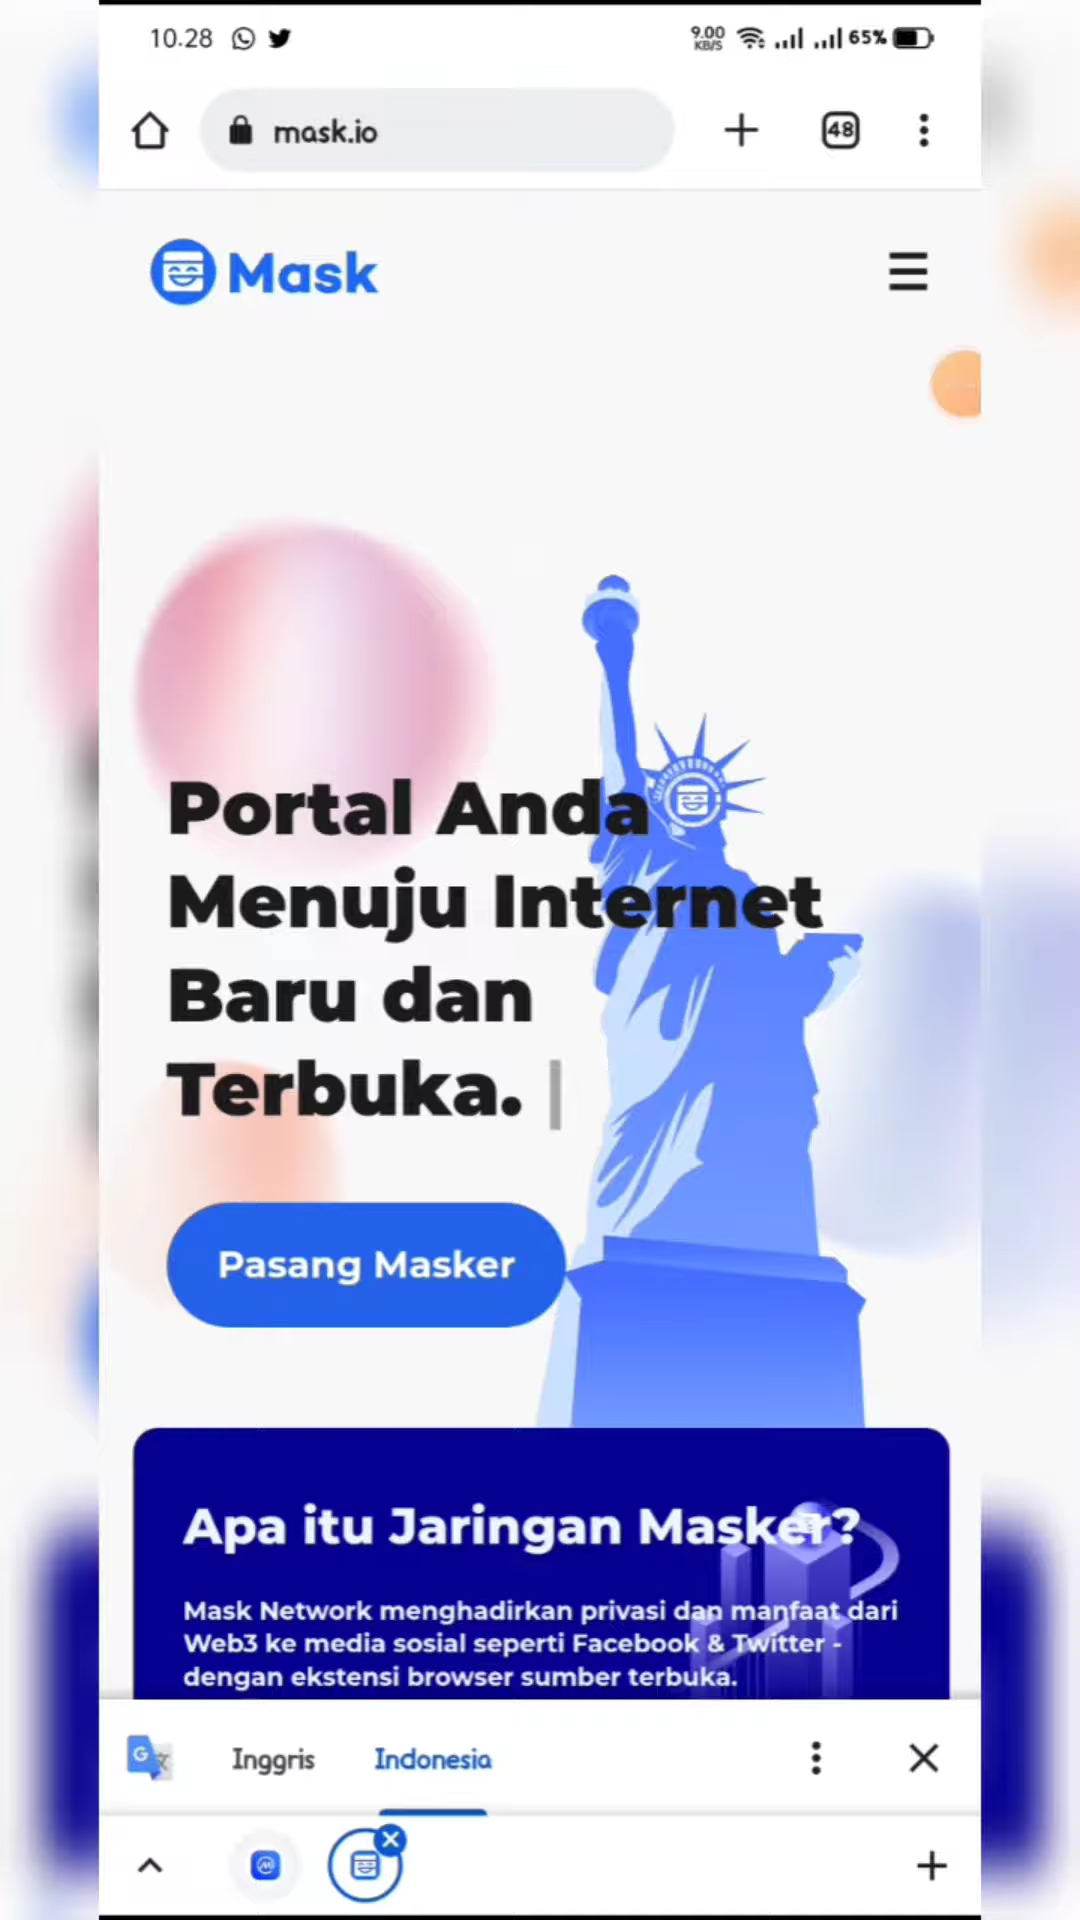 10.28
9.00
KB/S
65%
mask.io
48
Mask
Portal Anda
Menuju Internet
Baru dan
Terbuka.
Pasang Masker
Apa itu Jaringan Masker?
Mask Network menghadirkan privasi dan manfaat dari
Web3 ke media sosial seperti Facebook & Twitter -
dengan ekstensi browser sumber terbuka.
G
Inggris
Indonesia